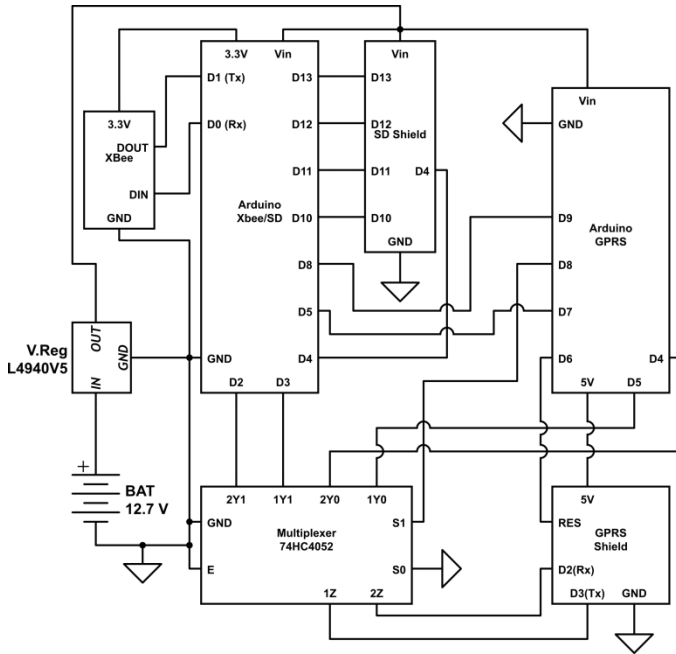 3.3V
Vin
Vin
D1 (Tx)
D13
D13
Vin
3.3V
D0 (Rx)
D12
D12
SD Shield
GND
DOUT
XBee
DIN
Arduino
Xbee/SD
D11
D11
D4
GND
D10
D10
GND
D9
Arduino
GPRS
D8
D8
D5
D7
V.Reg
L4940V5
OUT
GND
IN
GND
D4
D6
D4
D2
D3
5V
D5
+
BAT
12.7 V
2Y1
1Y1
2Y0
1Y0
5V
GND
Multiplexer
74HC4052
S1
RES
GPRS
Shield
E
S0
D2(Rx)
1Z
2Z
D3(Tx)
GND